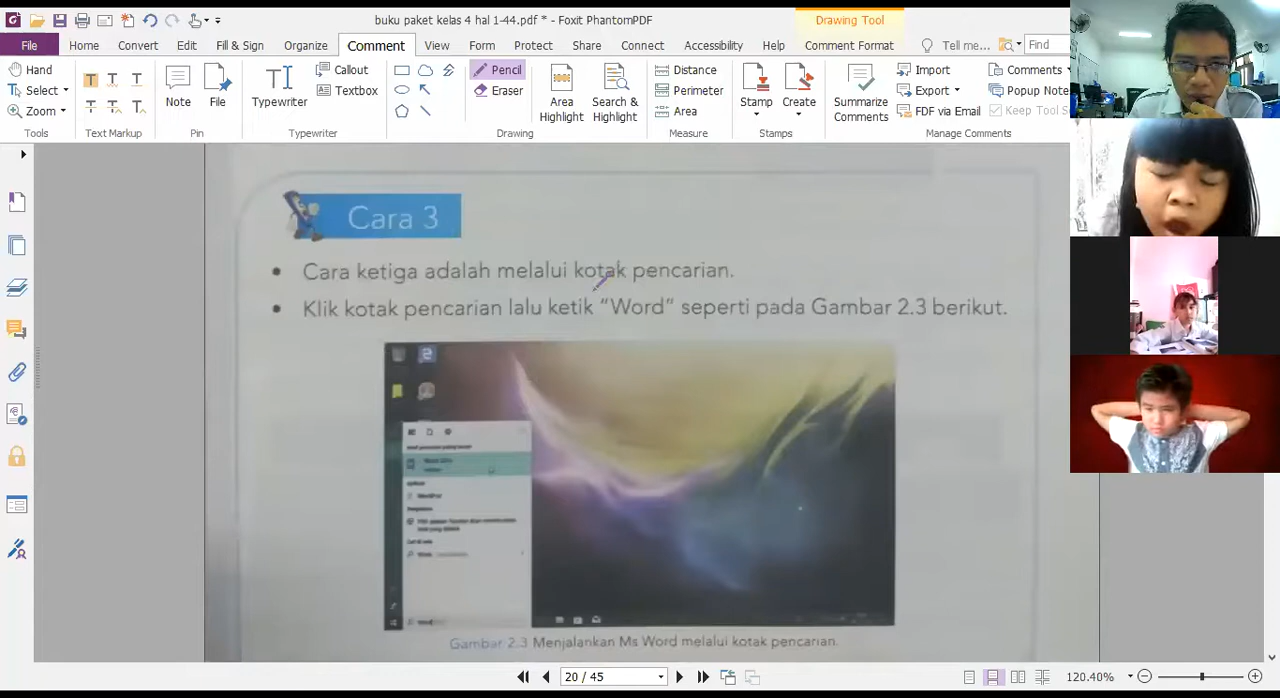 buku paket kelas 4 hal 1-44.pdf * - Foxit PhantomPDF
Drawing Tool
File Home Convert Edit Fill & Sign Organize Comment View Form Protect Share Connect Accessibility Help Comment Format Tell me... Find
Hand
Select
Zoom
Tools
Text Markup
Note
File
Pin
Typewriter
Callout
Textbox
Typewriter
Pencil
Eraser
Area Highlight
Search & Highlight
Drawing
Distance
Perimeter
Area
Measure
Stamp
Create
Stamps
Summarize Comments
Import
Export
FDF via Email
Comments
Popup Note
Keep Tool S
Manage Comments
Cara 3
• Cara ketiga adalah melalui kotak pencarian.
• Klik kotak pencarian lalu ketik “Word” seperti pada Gambar 2.3 berikut.
Gambar 2.3 Menjalankan Ms Word melalui kotak pencarian.
20 / 45
120.40%